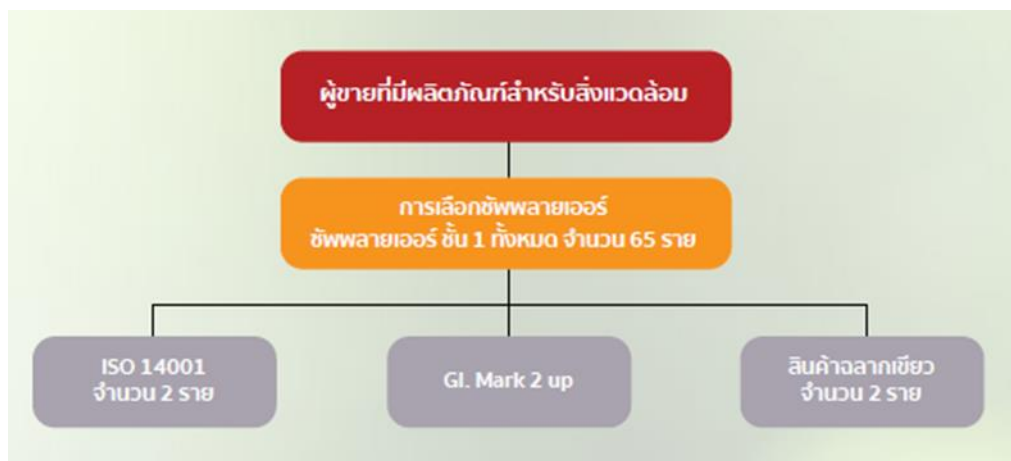 ผู้ขายที่มีผลิตภัณฑ์สำหรับสิ่งแวดล้อม
การเลือกซัพพลายเออร์
ซัพพลายเออร์ ชั้น 1 ทั้งหมด จำนวน 65 ราย
ISO 14001
จำนวน 2 ราย
GI. Mark 2 up
สินค้าฉลากเขียว
จำนวน 2 ราย